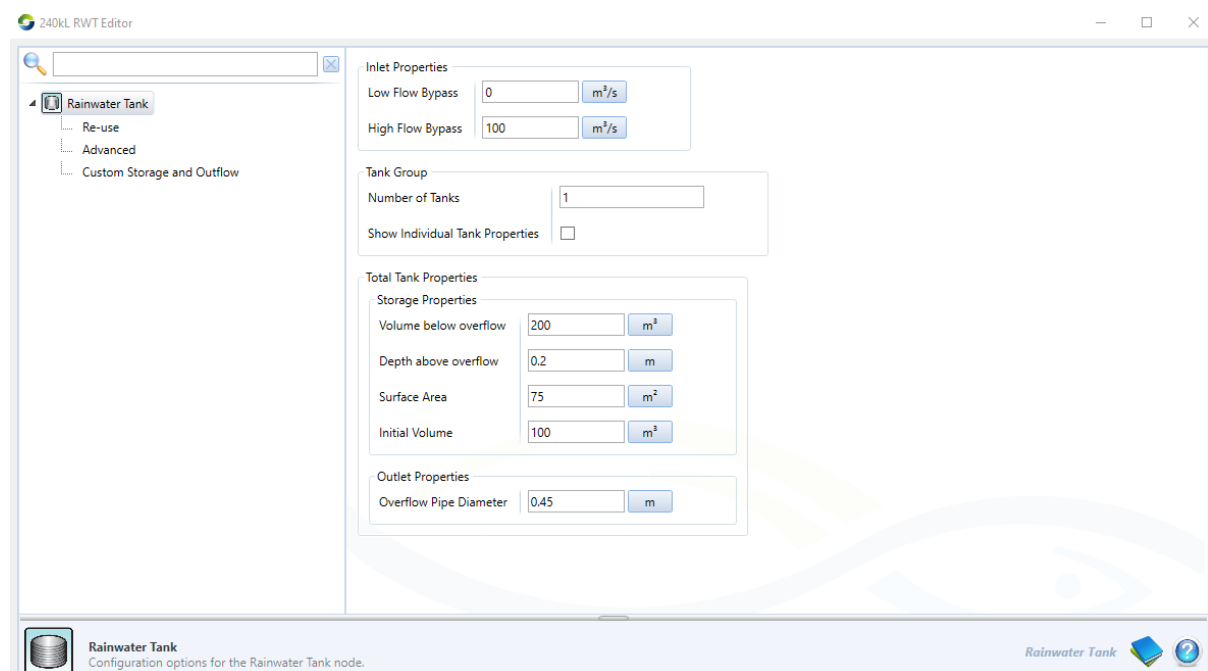 240kL RWT Editor
Rainwater Tank
Re-use
Advanced
Custom Storage and Outflow
Inlet Properties
Low Flow Bypass 0 m³/s
High Flow Bypass 100 m³/s
Tank Group
Number of Tanks 1
Show Individual Tank Properties
Total Tank Properties
Storage Properties
Volume below overflow 200 m³
Depth above overflow 0.2 m
Surface Area 75 m²
Initial Volume 100 m³
Outlet Properties
Overflow Pipe Diameter 0.45 m
Rainwater Tank
Configuration options for the Rainwater Tank node.
Rainwater Tank